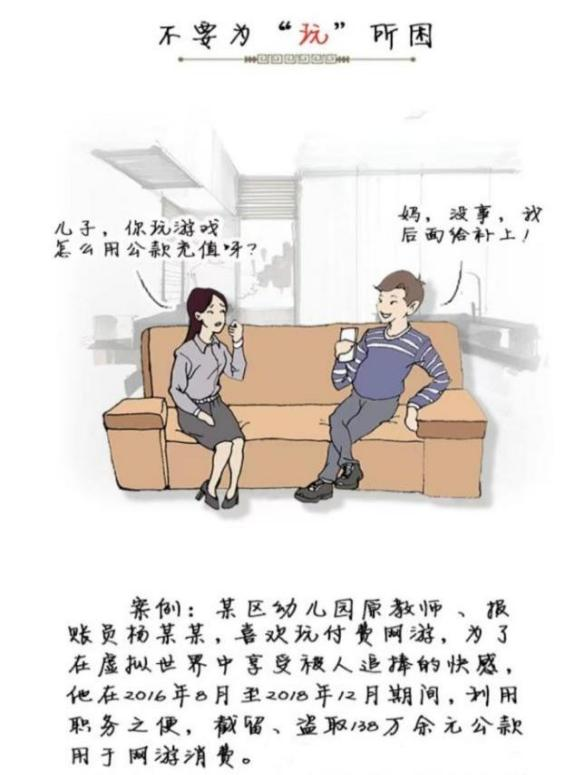 不要为“玩”所困
儿子，你玩游戏
怎么用公款充值呀？
妈，没事，我
后面给补上！
案例：某区幼儿园原教师、报
账员杨某某，喜欢玩付费网游，为了
在虚拟世界中享受被人追捧的快感，
他在2016年8月至2018年12月期间，利用
职务之便，截留、盗取138万余元公款
用于网游消费。